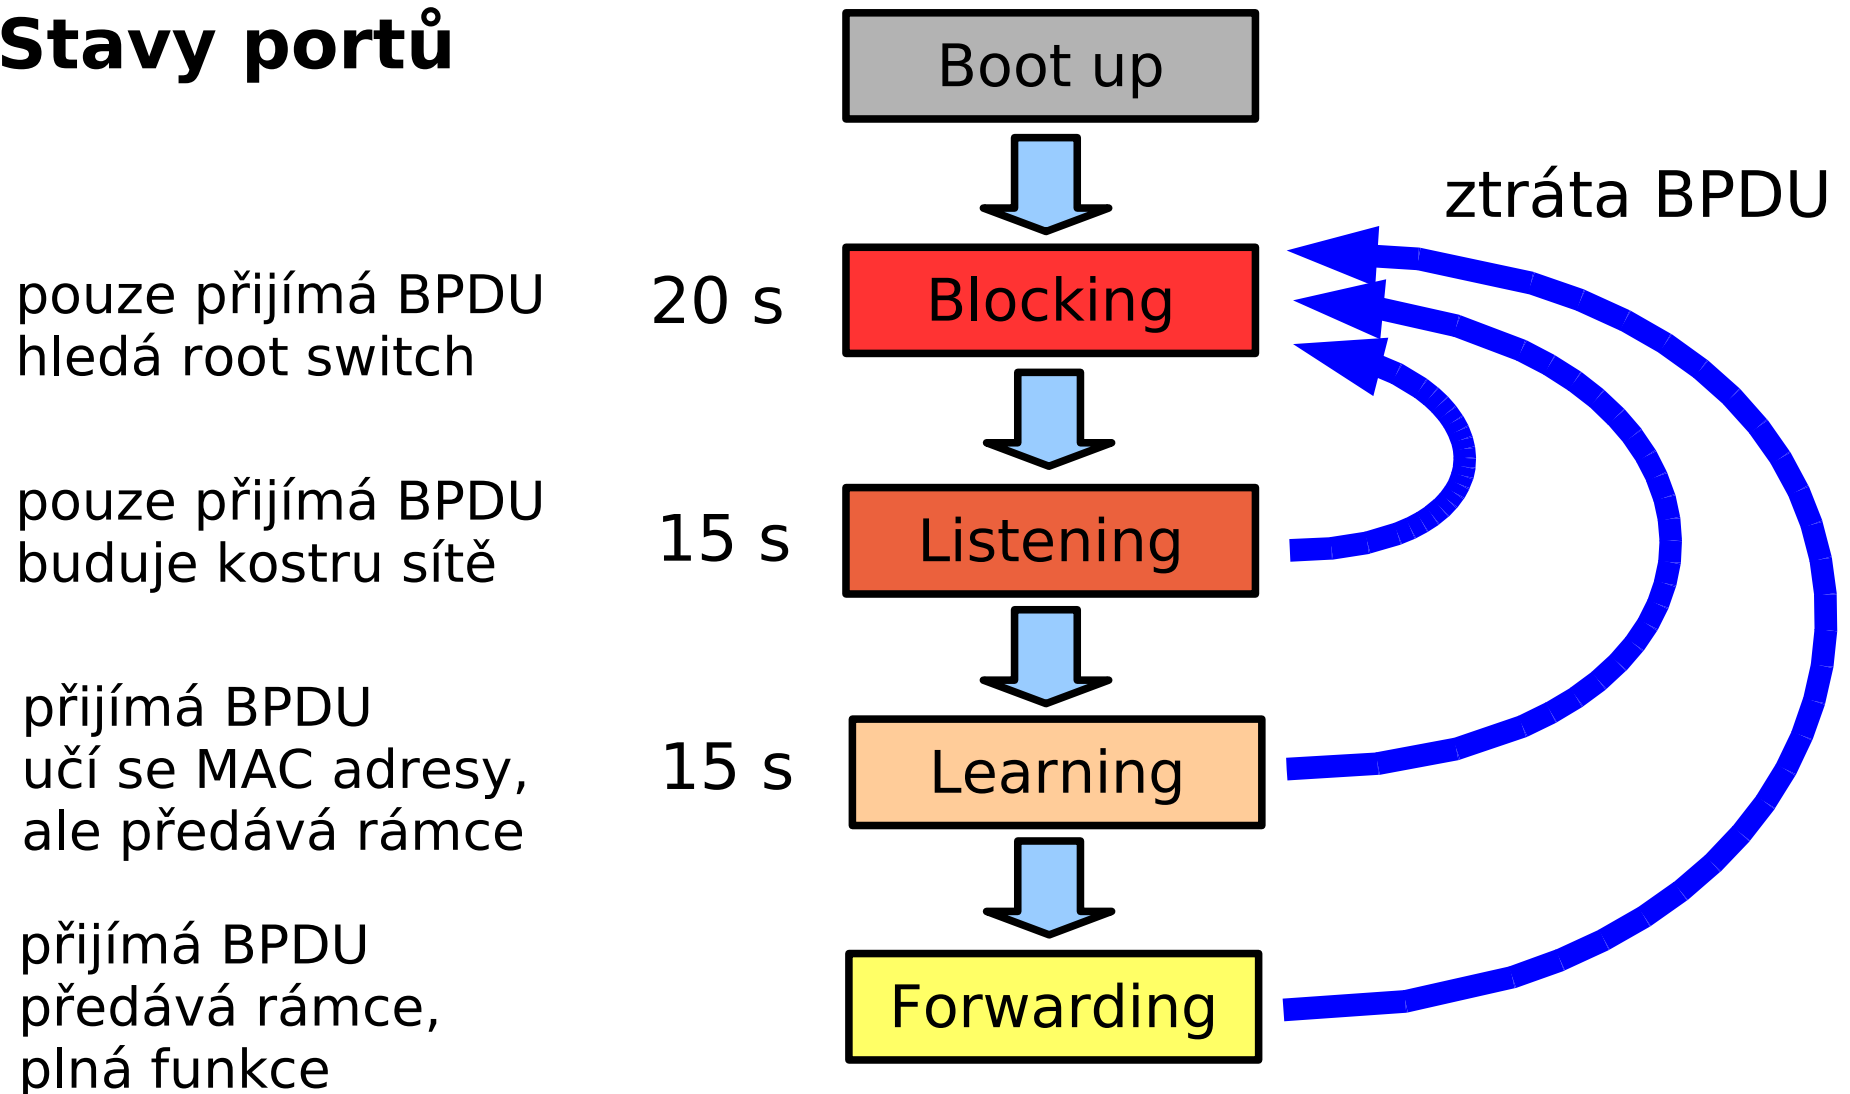 Stavy portů
Boot up
ztráta BPDU
pouze přijímá BPDU
hledá root switch
20 s
Blocking
pouze přijímá BPDU
buduje kostru sítě
15 s
Listening
přijímá BPDU
učí se MAC adresy,
ale předává rámce
15 s
Learning
přijímá BPDU
předává rámce,
plná funkce
Forwarding